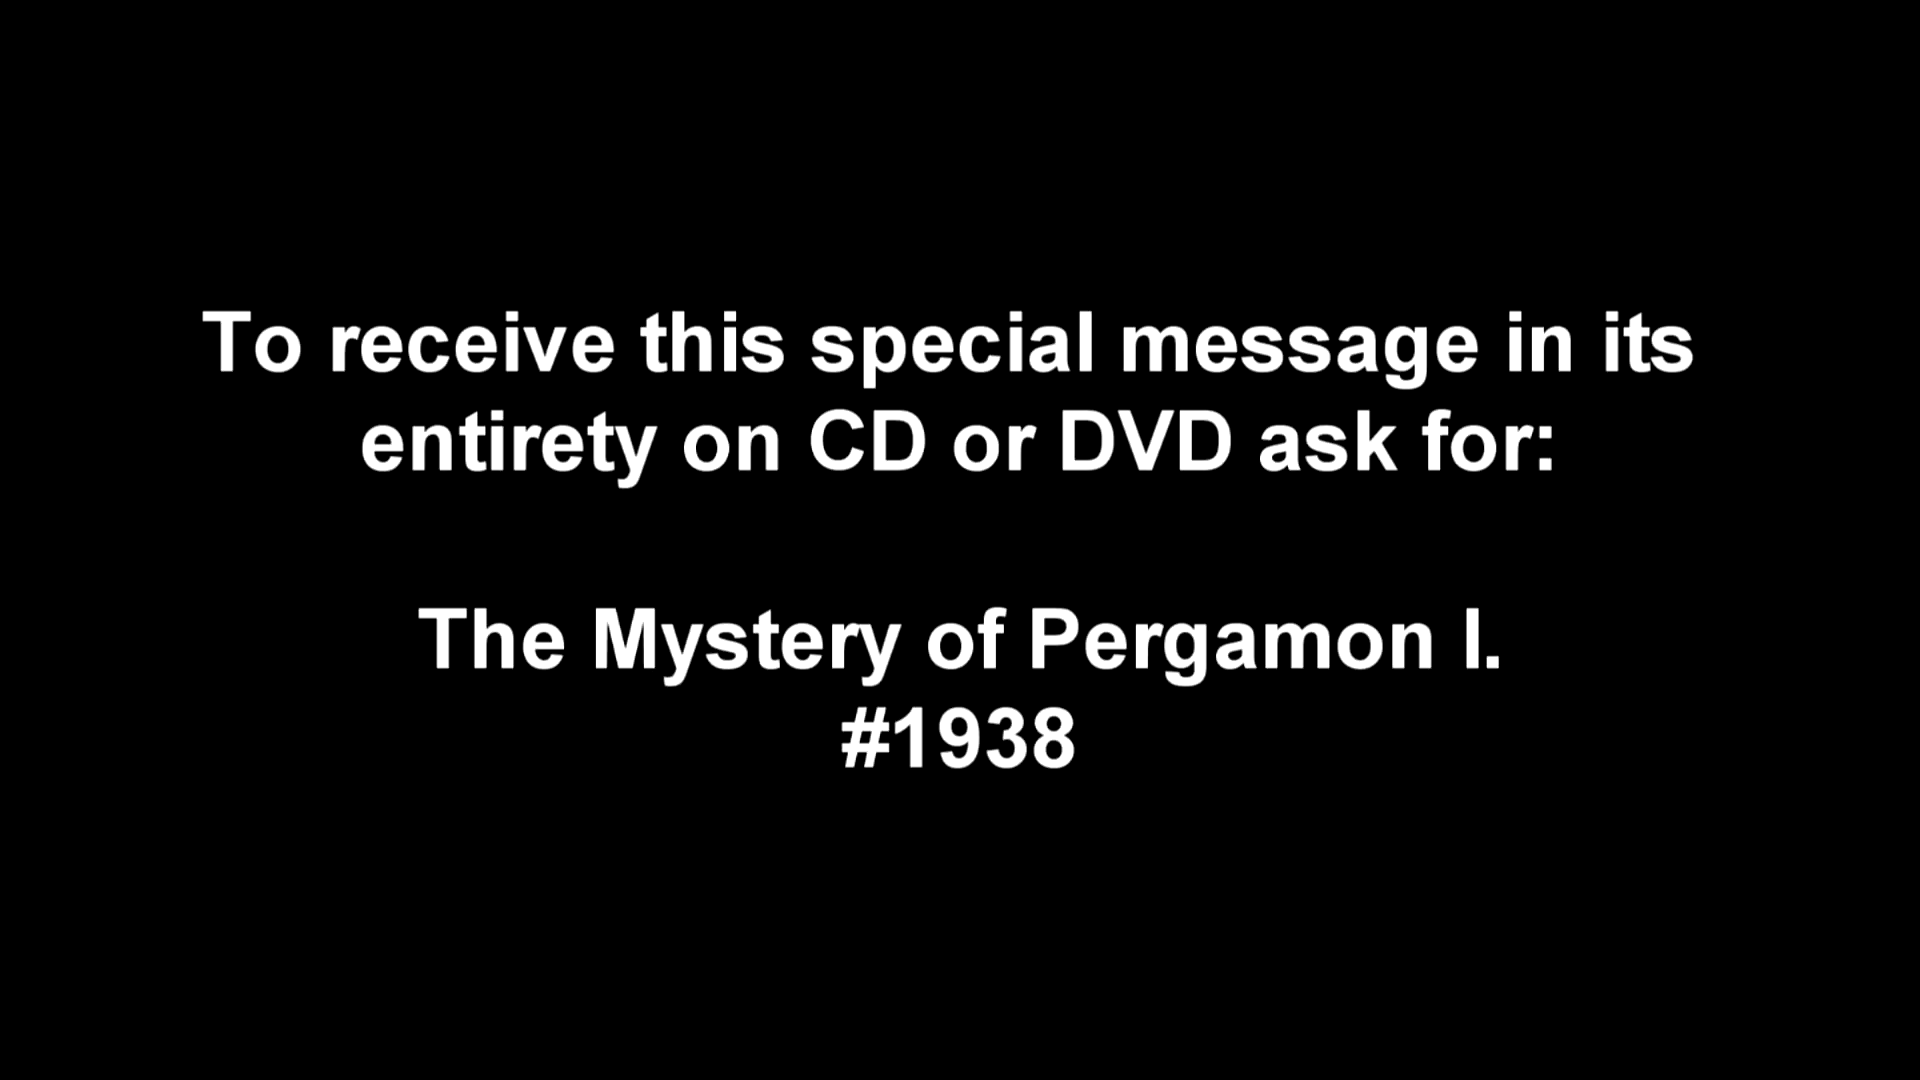 To receive this special message in its
entirety on CD or DVD ask for:
The Mystery of Pergamon I.
#1938